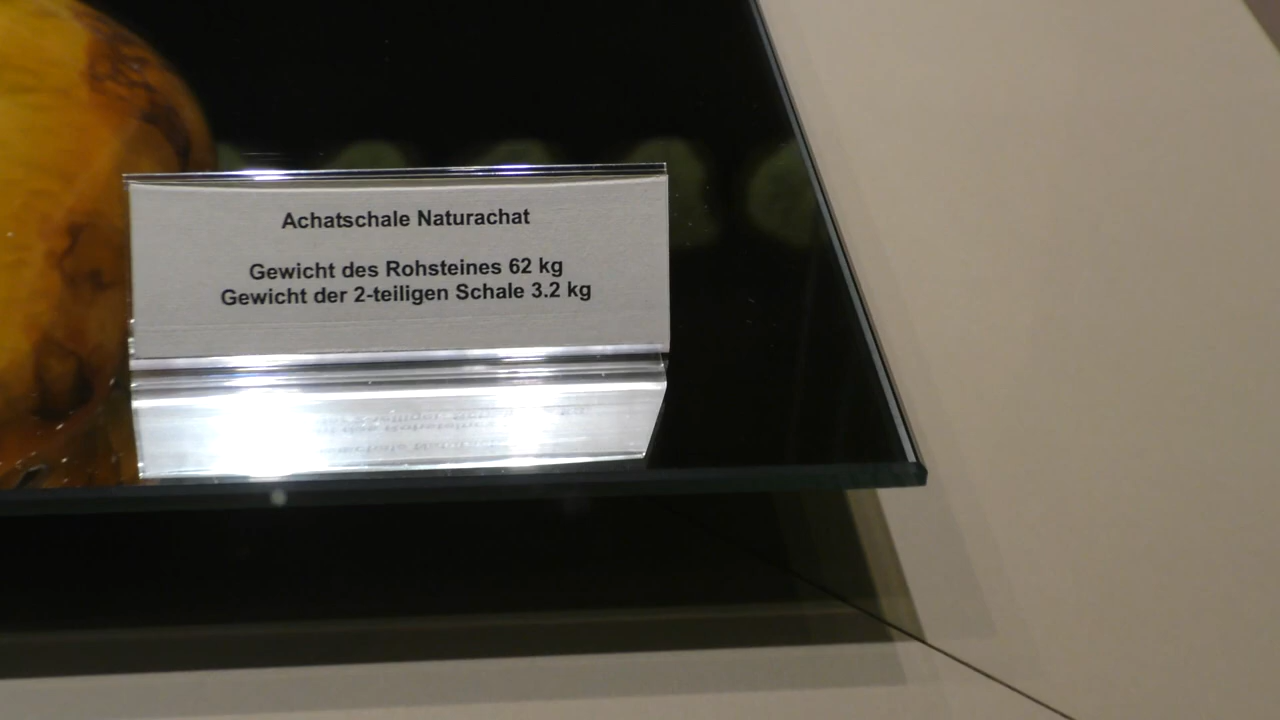 Achatschale Naturachat
Gewicht des Rohsteines 62 kg
Gewicht der 2-teiligen Schale 3.2 kg